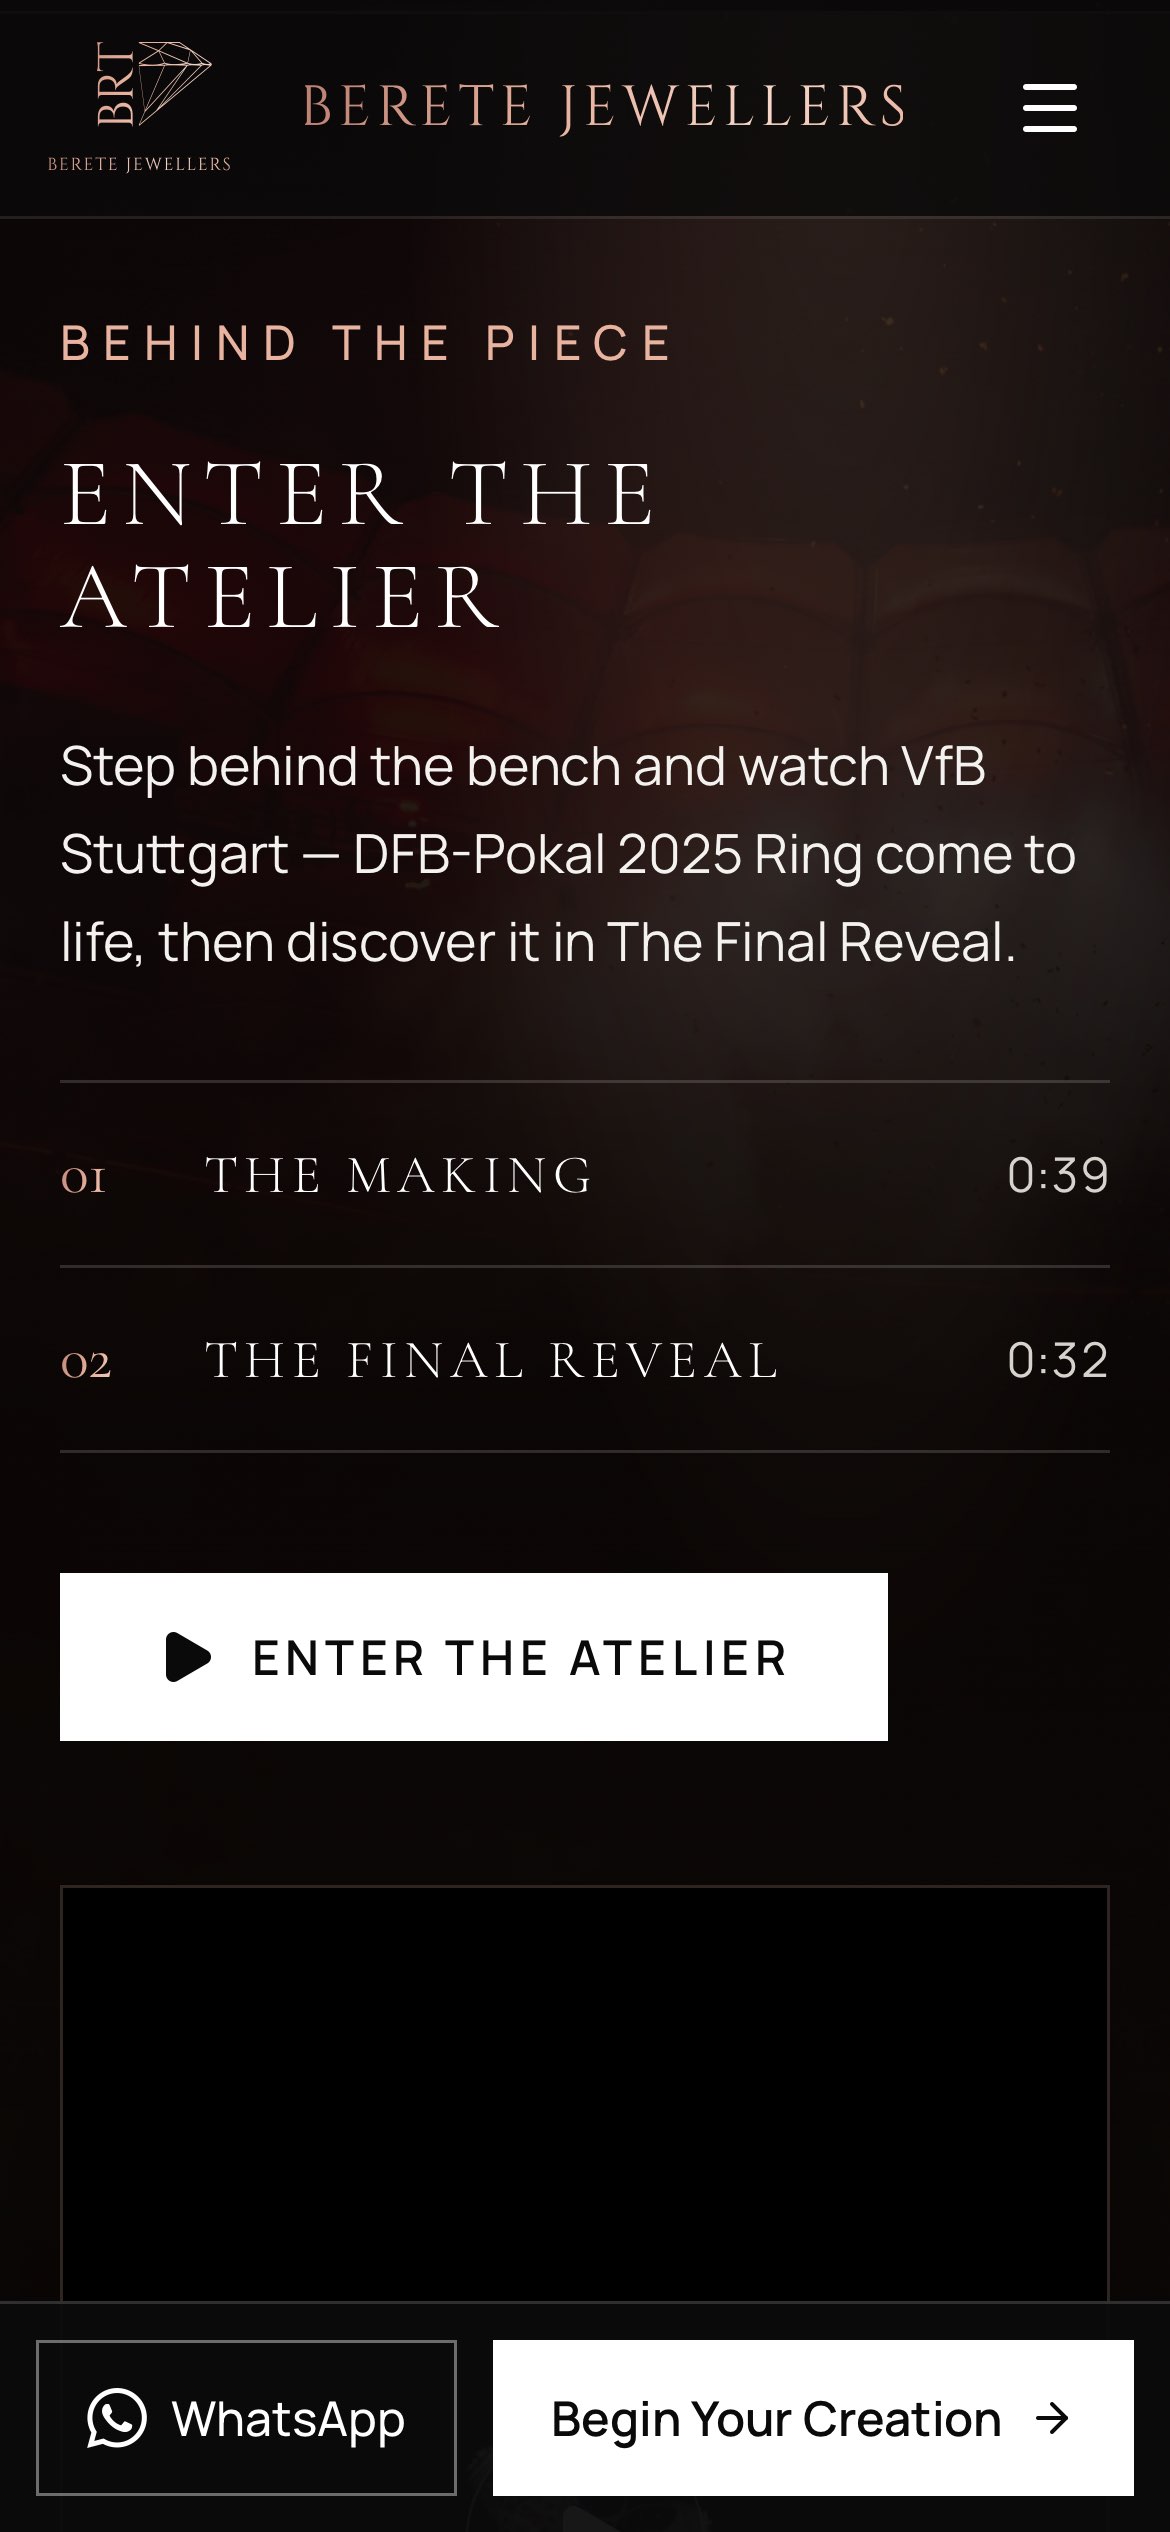 BRT
BERETE JEWELLERS
BERETE JEWELLERS
BEHIND THE PIECE
ENTER THE
ATELIER
Step behind the bench and watch VfB
Stuttgart — DFB-Pokal 2025 Ring come to
life, then discover it in The Final Reveal.
01 THE MAKING 0:39
02 THE FINAL REVEAL 0:32
ENTER THE ATELIER
WhatsApp
Begin Your Creation →